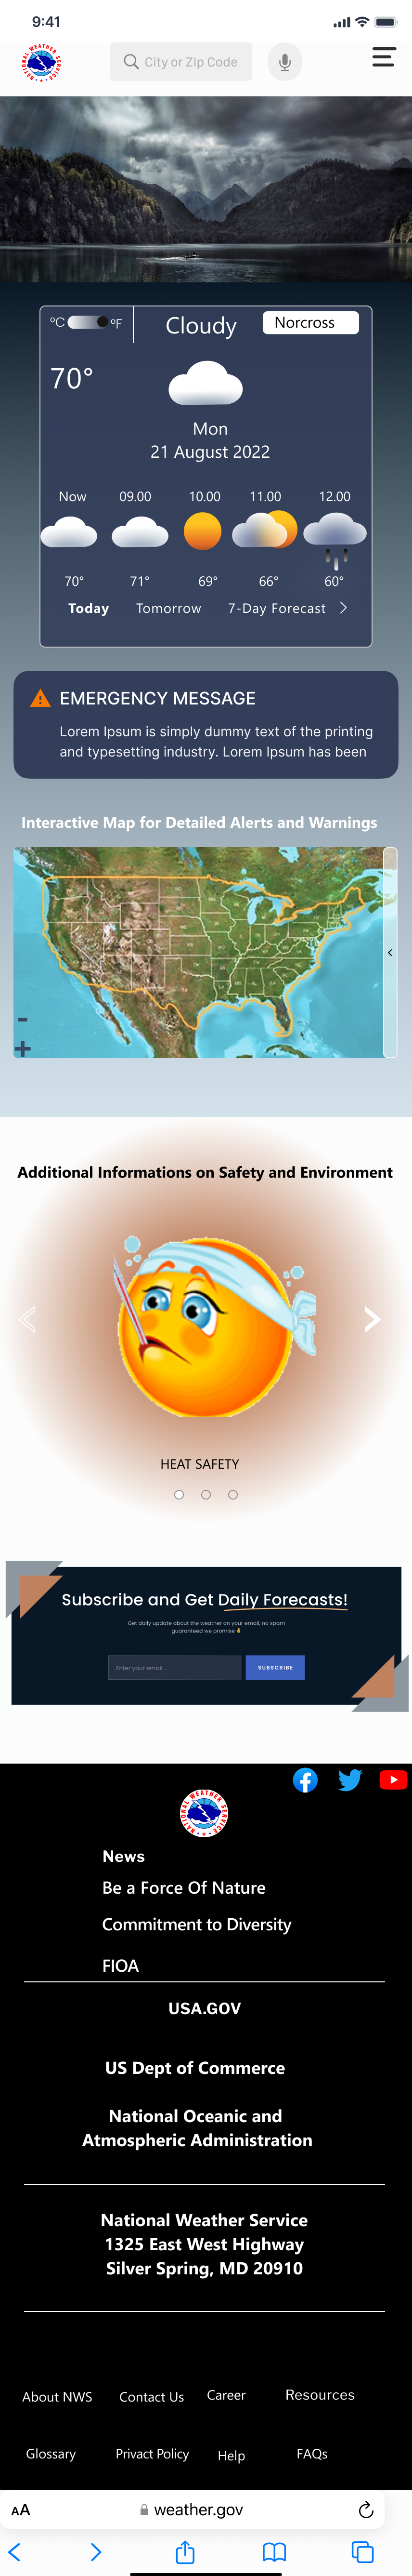 9:41
NATIONAL WEATHER SERVICE
City or ZIp Code
°C °F
Cloudy
Norcross
70°
Mon
21 August 2022
Now 09.00 10.00 11.00 12.00
70° 71° 69° 66° 60°
Today Tomorrow 7-Day Forecast
EMERGENCY MESSAGE
Lorem Ipsum is simply dummy text of the printing
and typesetting industry. Lorem Ipsum has been
Interactive Map for Detailed Alerts and Warnings
-
+
Additional Informations on Safety and Environment
HEAT SAFETY
Subscribe and Get Daily Forecasts!
Get daily update about the weather on your email, no spam
guaranteed we promise ✌
Enter your email ...
SUBSCRIBE
NATIONAL WEATHER SERVICE
News
Be a Force Of Nature
Commitment to Diversity
FIOA
USA.GOV
US Dept of Commerce
National Oceanic and
Atmospheric Administration
National Weather Service
1325 East West Highway
Silver Spring, MD 20910
About NWS Contact Us Career Resources
Glossary Privact Policy Help FAQs
AA weather.gov